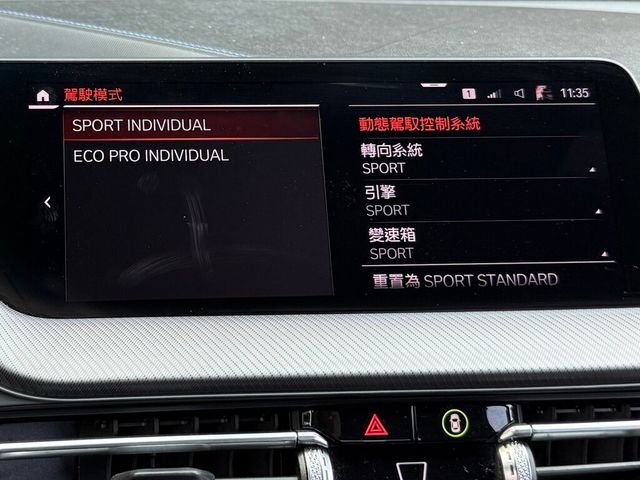 駕駛模式
1
11:35
SPORT INDIVIDUAL
ECO PRO INDIVIDUAL
動態駕馭控制系統
轉向系統
SPORT
引擎
SPORT
變速箱
SPORT
重置為 SPORT STANDARD